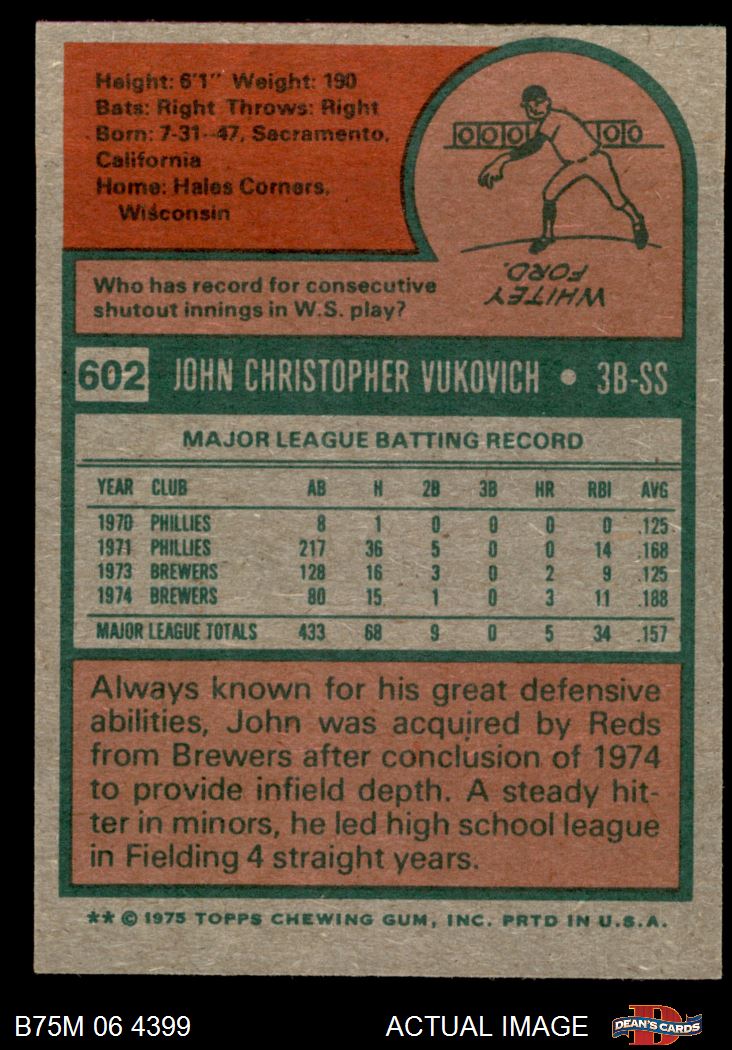 Height: 6'1" Weight: 190
Bats: Right Throws: Right
Born: 7-31-47, Sacramento,
California
Home: Hales Corners,
Wisconsin
0 0 0 0 0 0
WHITEY
FORD.
Who has record for consecutive
shutout innings in W.S. play?
602 JOHN CHRISTOPHER VUKOVICH • 3B-SS
MAJOR LEAGUE BATTING RECORD
YEAR CLUB AB H 2B 3B HR RBI AVG
1970 PHILLIES 8 1 0 0 0 0 .125
1971 PHILLIES 217 36 5 0 0 14 .168
1973 BREWERS 128 16 3 0 2 9 .125
1974 BREWERS 80 15 1 0 3 11 .188
MAJOR LEAGUE TOTALS 433 68 9 0 5 34 .157
Always known for his great defensive
abilities, John was acquired by Reds
from Brewers after conclusion of 1974
to provide infield depth. A steady hit-
ter in minors, he led high school league
in Fielding 4 straight years.
** © 1975 TOPPS CHEWING GUM, INC. PRTD IN U.S.A.
B75M 06 4399 ACTUAL IMAGE D DEAN'S CARDS